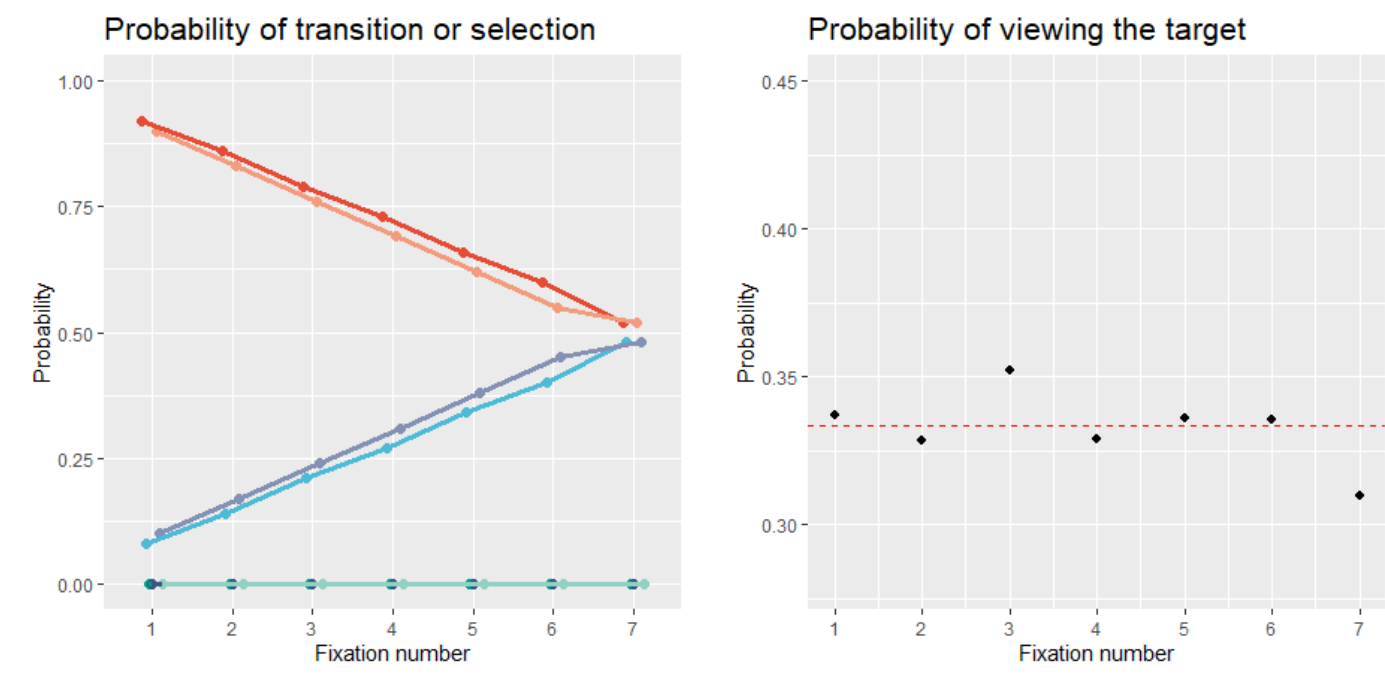 Probability of transition or selection
1.00
0.75
0.50
0.25
0.00
Probability
1 2 3 4 5 6 7
Fixation number
Probability of viewing the target
0.45
0.40
0.35
0.30
Probability
1 2 3 4 5 6 7
Fixation number